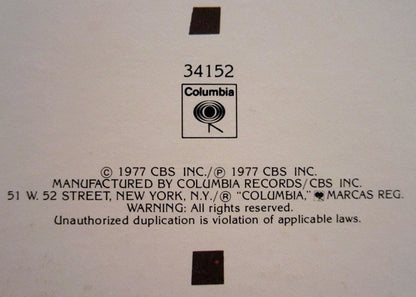 34152
Columbia
© 1977 CBS INC./℗ 1977 CBS INC.
MANUFACTURED BY COLUMBIA RECORDS/CBS INC.
51 W. 52 STREET, NEW YORK, N.Y./® "COLUMBIA," MARCAS REG.
WARNING: All rights reserved.
Unauthorized duplication is violation of applicable laws.